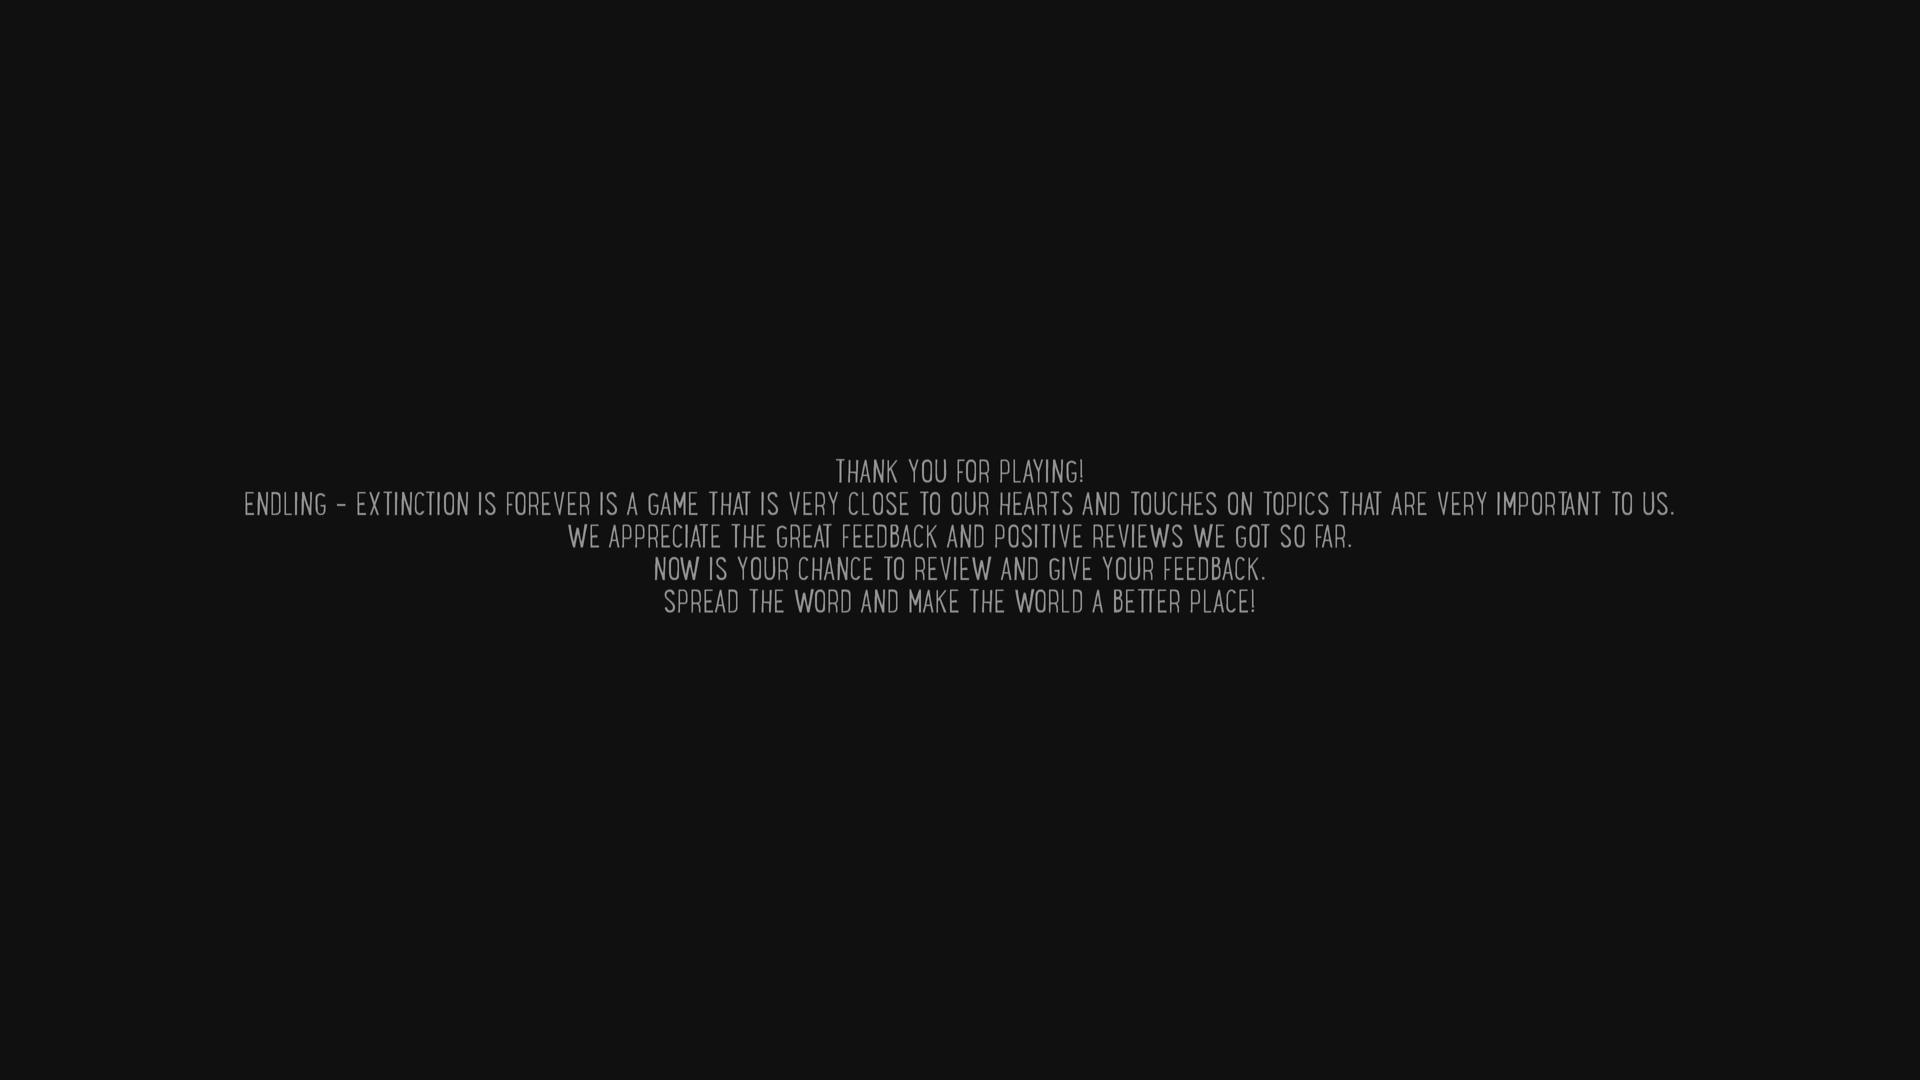 THANK YOU FOR PLAYING!
ENDLING - EXTINCTION IS FOREVER IS A GAME THAT IS VERY CLOSE TO OUR HEARTS AND TOUCHES ON TOPICS THAT ARE VERY IMPORTANT TO US.
WE APPRECIATE THE GREAT FEEDBACK AND POSITIVE REVIEWS WE GOT SO FAR.
NOW IS YOUR CHANCE TO REVIEW AND GIVE YOUR FEEDBACK.
SPREAD THE WORD AND MAKE THE WORLD A BETTER PLACE!